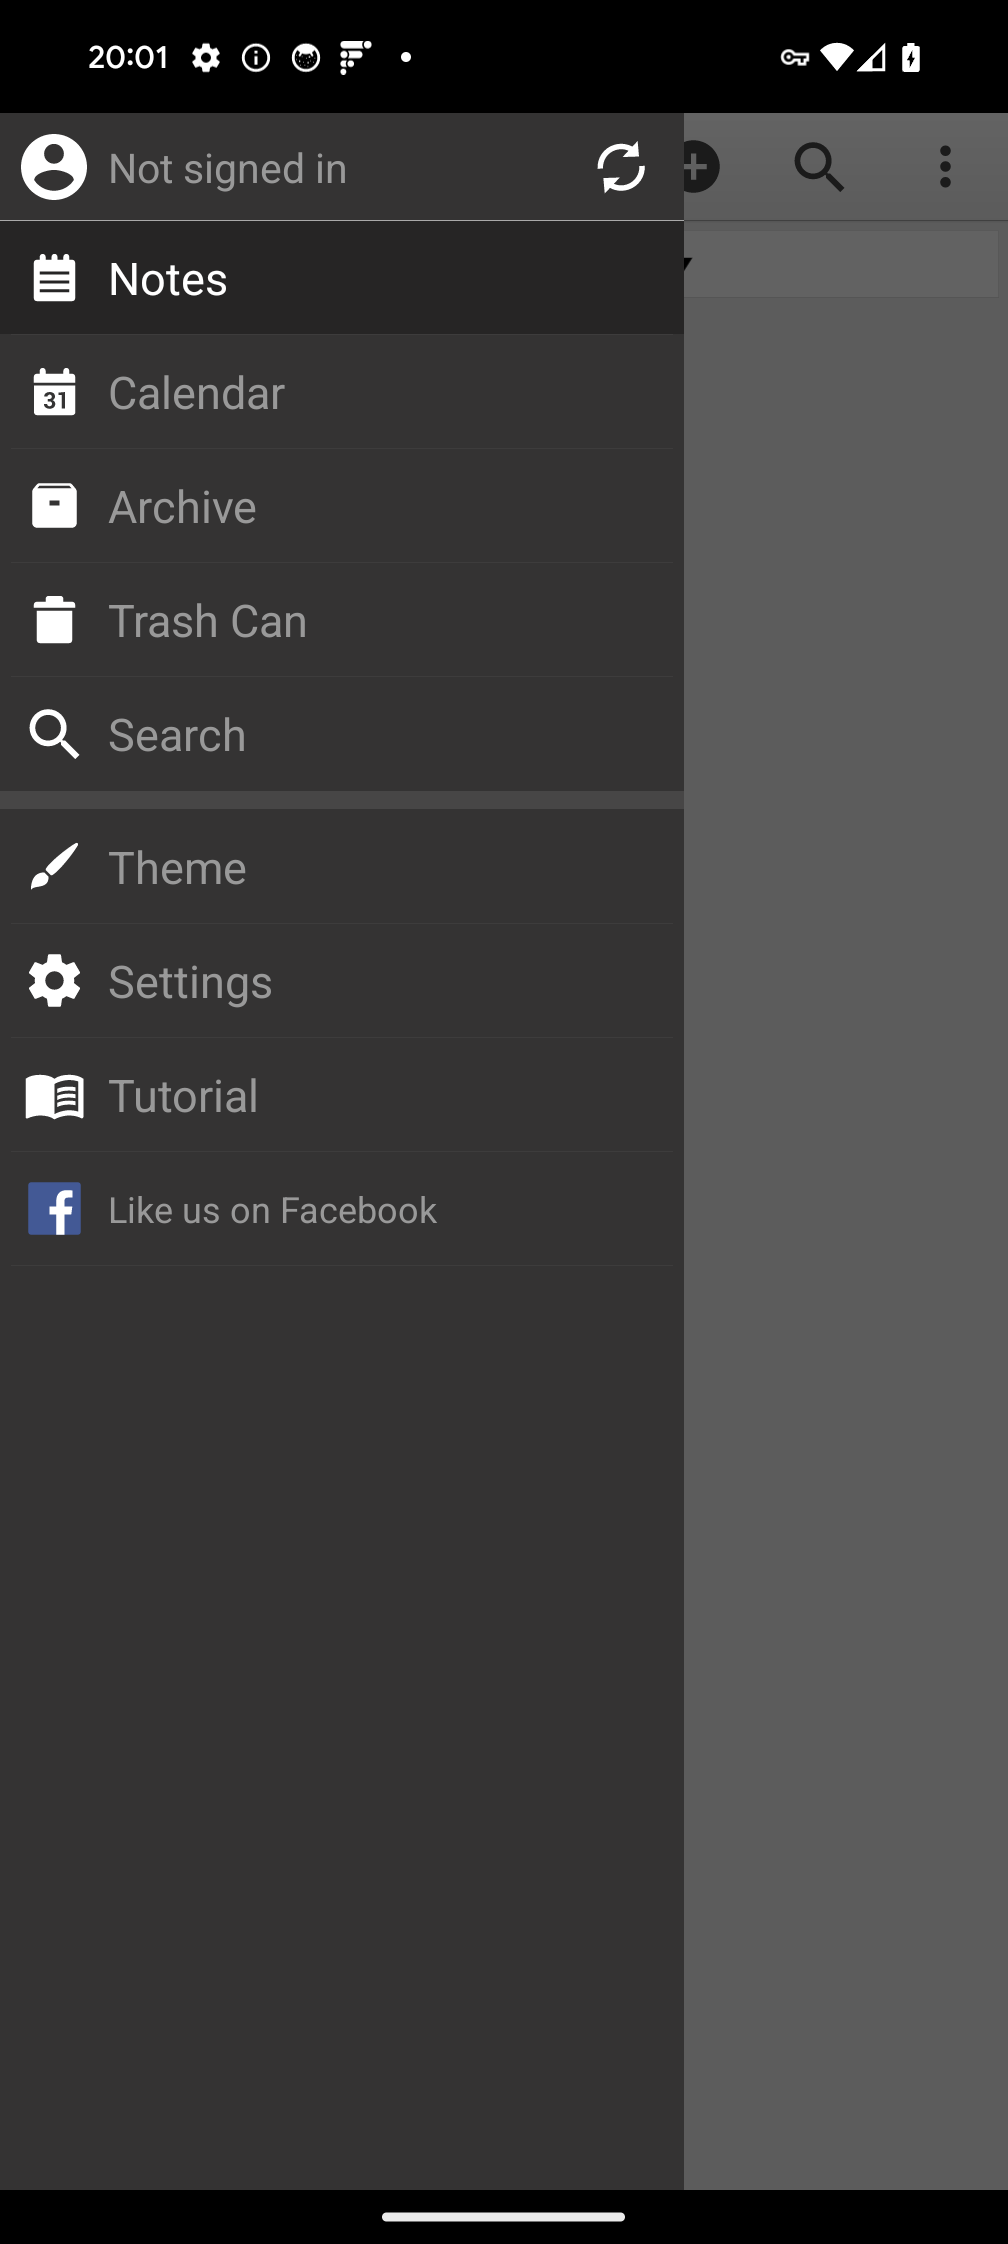 20:01
Not signed in
Notes
31 Calendar
Archive
Trash Can
Search
Theme
Settings
Tutorial
f Like us on Facebook